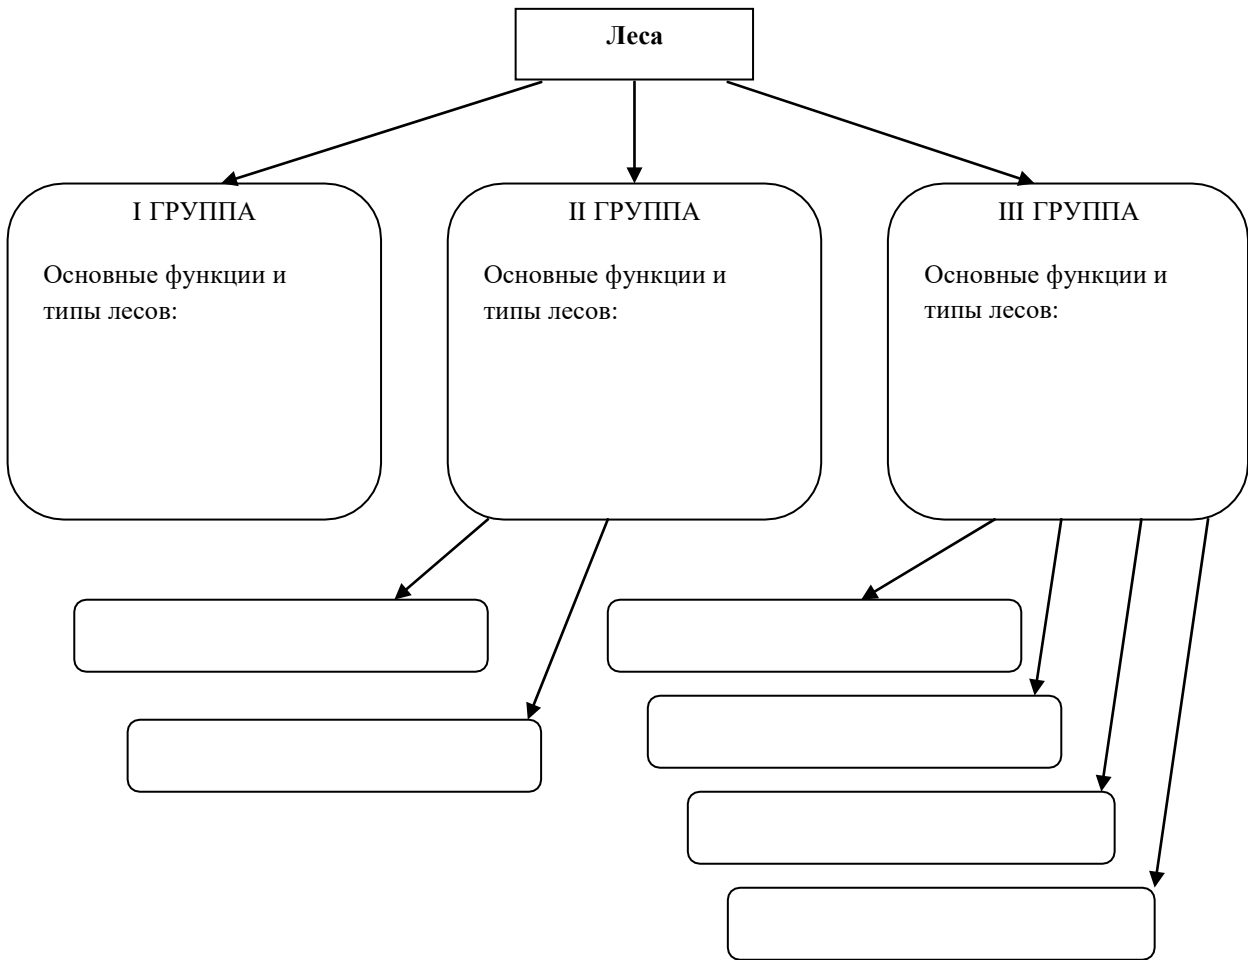 Леса
I ГРУППА
Основные функции и
типы лесов:
II ГРУППА
Основные функции и
типы лесов:
III ГРУППА
Основные функции и
типы лесов: